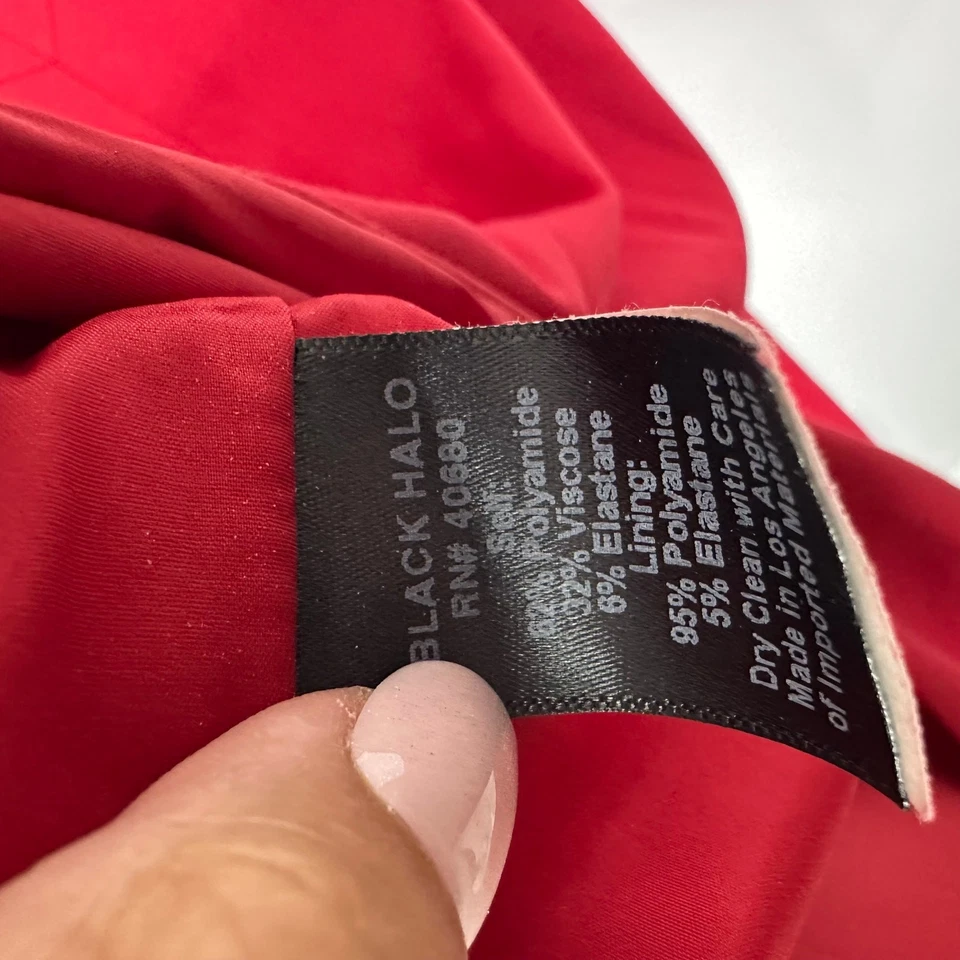 BLACK HALO
RN# 40680
Self:
Polyamide
32% Viscose
6% Elastane
Lining:
95% Polyamide
5% Elastane
Dry Clean with Care
Made in Los Angeles
of Imported Materials